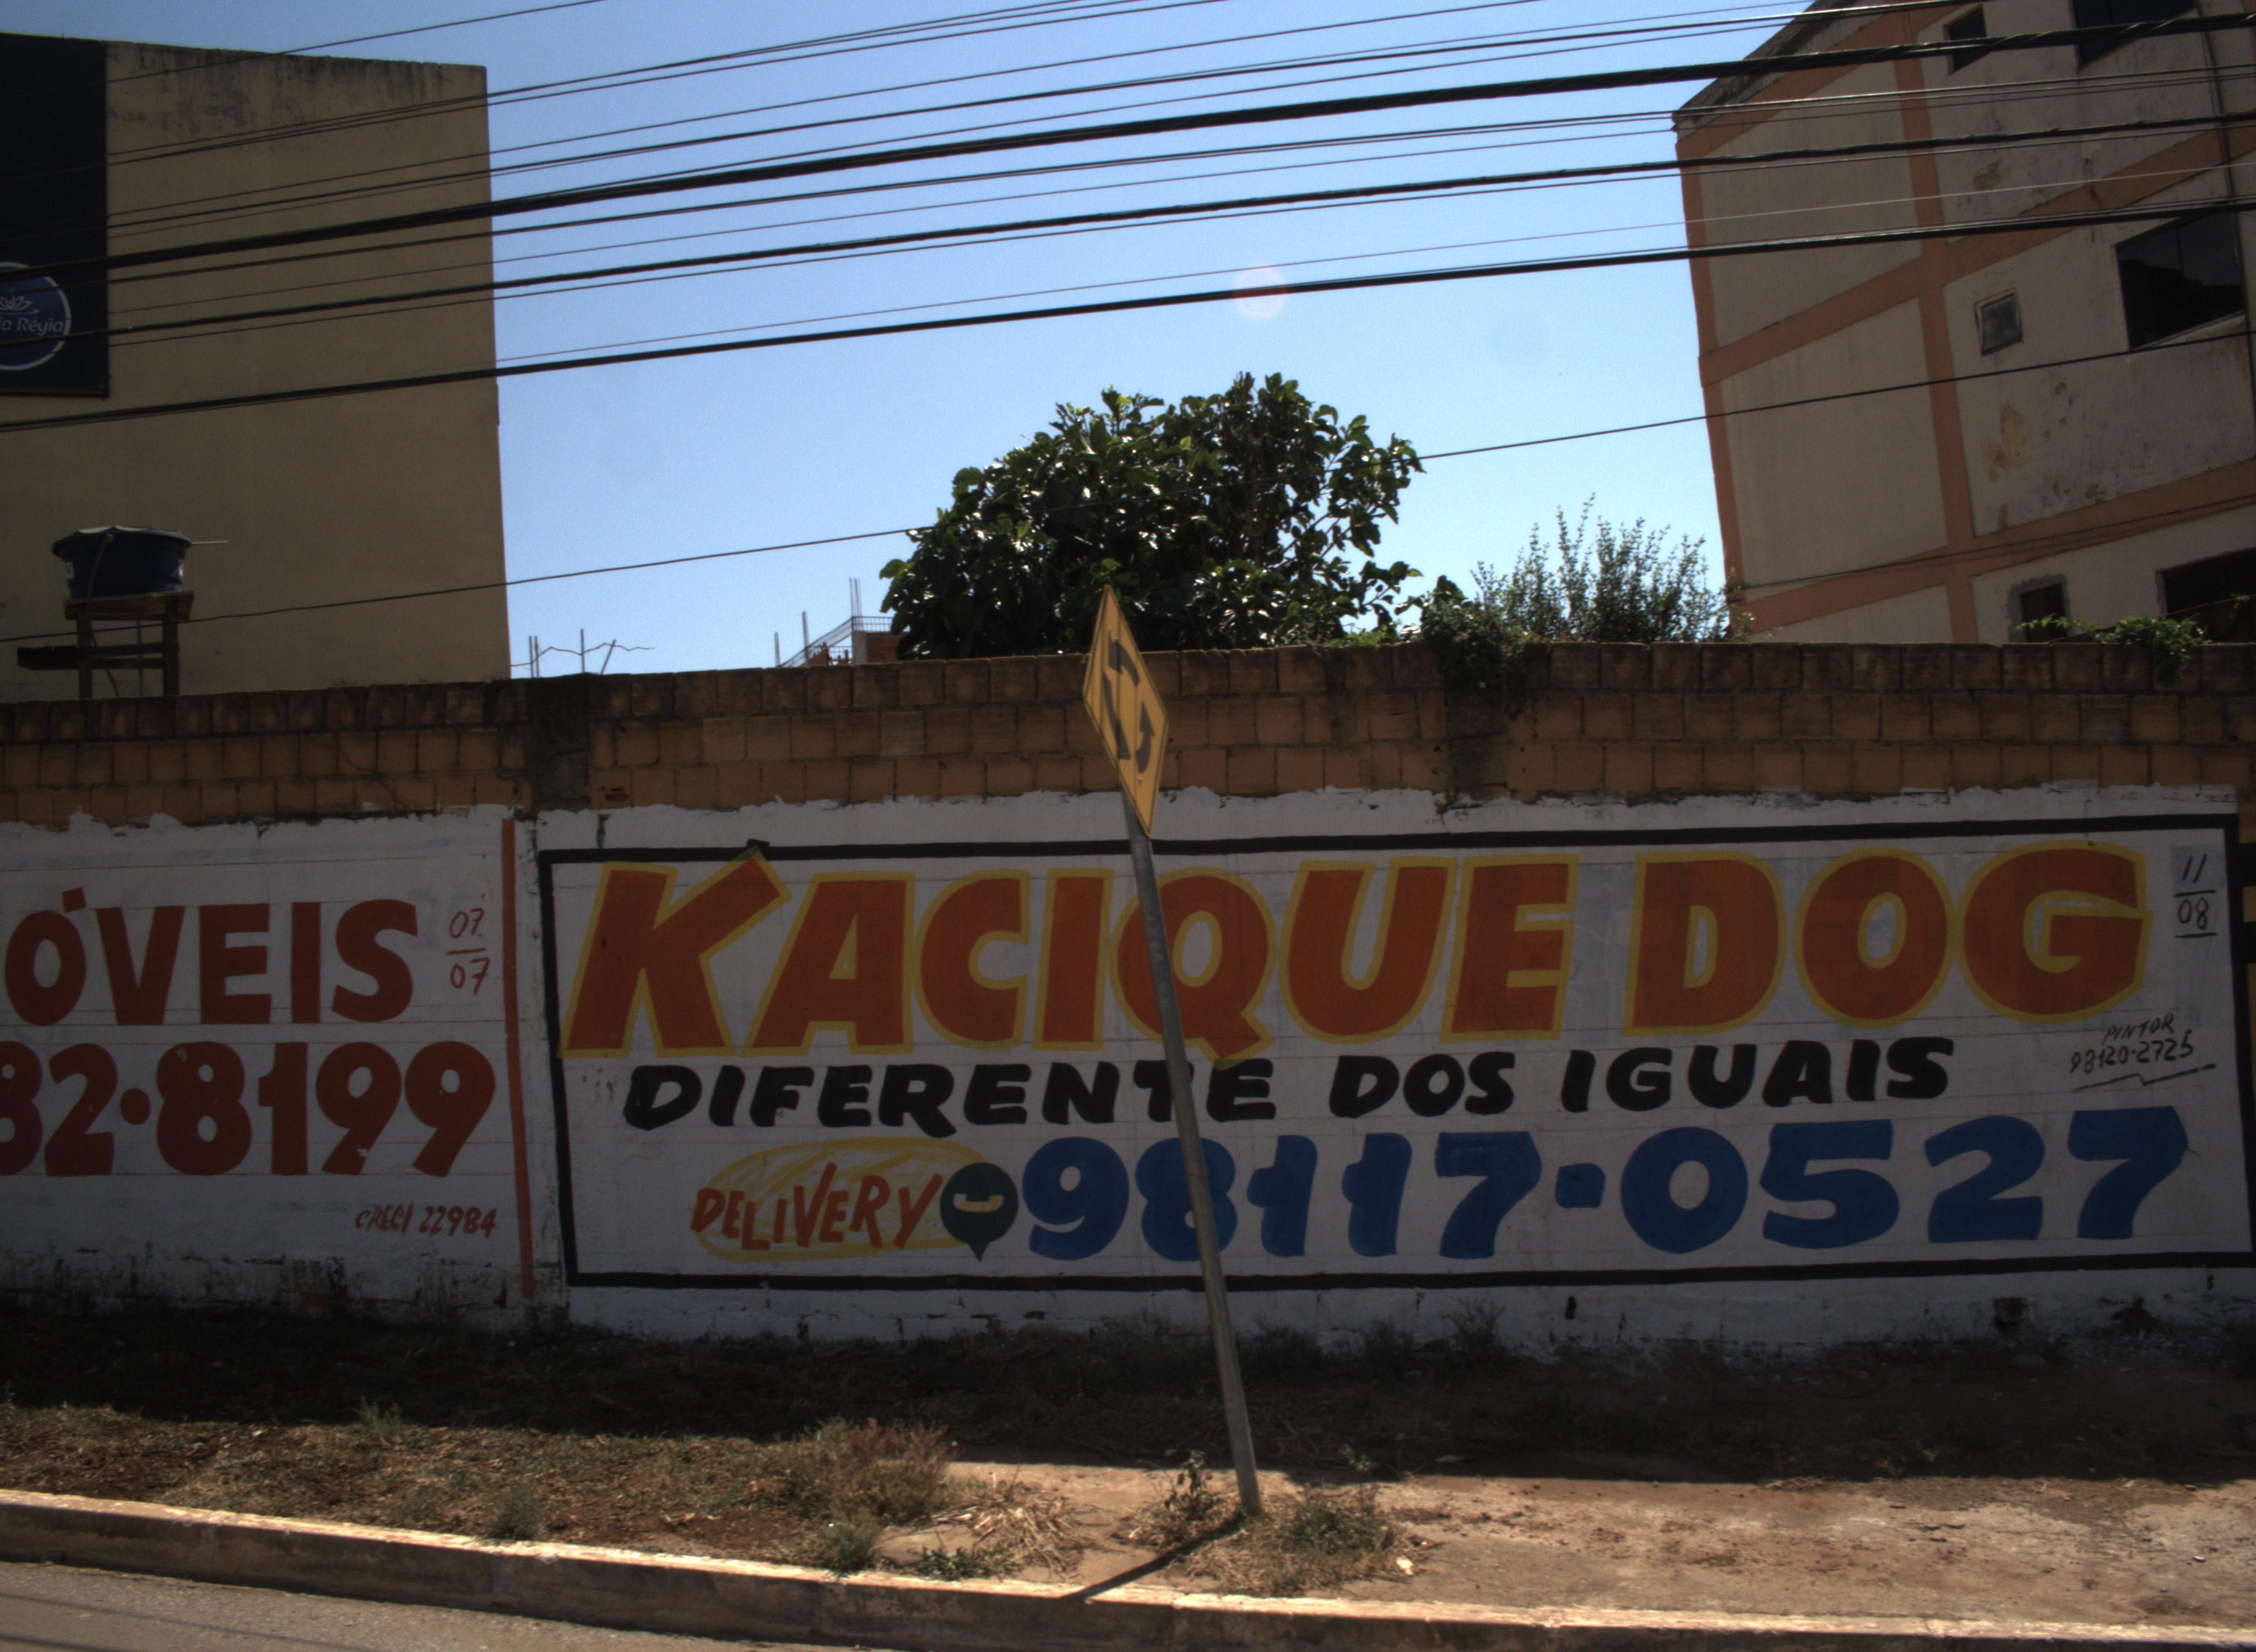 Régia
ÓVEIS
07
07
82·8199
CRECI 22984
KACIQUE DOG
11
08
DIFERENTE DOS IGUAIS
PINTOR
98120-2725
DELIVERY 98117-0527